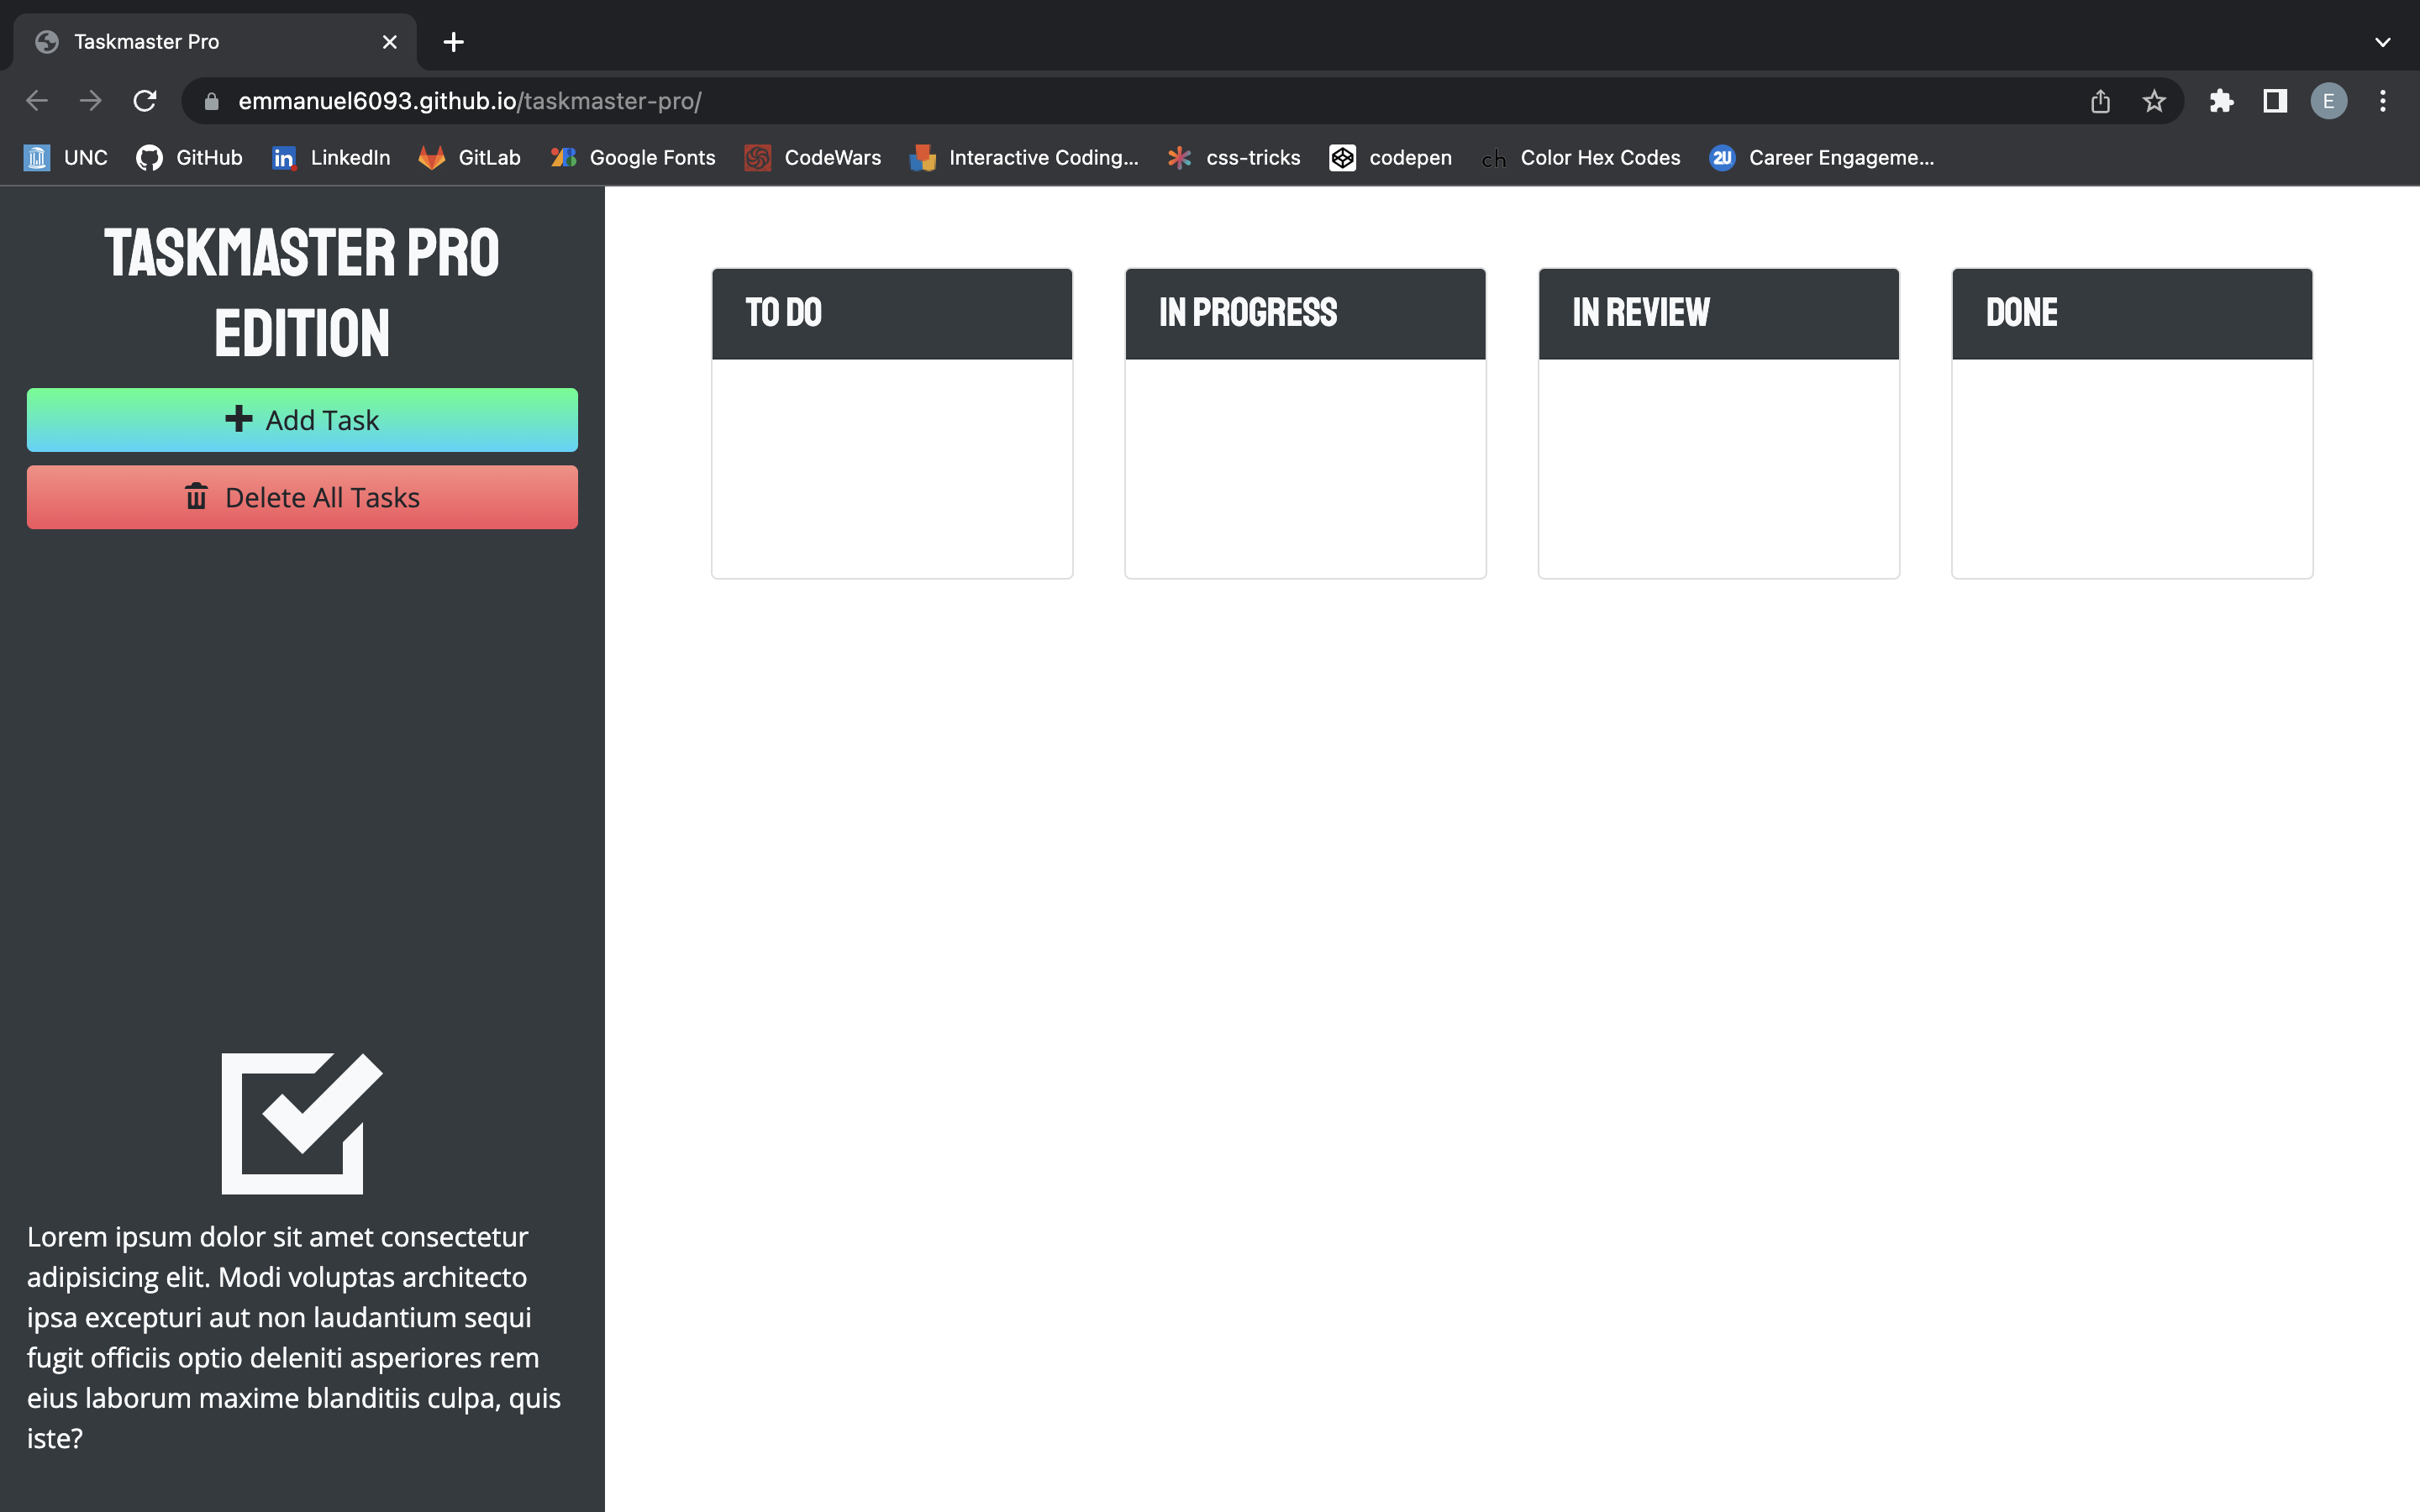 Taskmaster Pro
emmanuel6093.github.io/taskmaster-pro/
E
UNC GitHub in LinkedIn GitLab Google Fonts CodeWars Interactive Coding... css-tricks codepen ch Color Hex Codes 2U Career Engageme...
TASKMASTER PRO
EDITION
Add Task
Delete All Tasks
TO DO
IN PROGRESS
IN REVIEW
DONE
Lorem ipsum dolor sit amet consectetur
adipisicing elit. Modi voluptas architecto
ipsa excepturi aut non laudantium sequi
fugit officiis optio deleniti asperiores rem
eius laborum maxime blanditiis culpa, quis
iste?